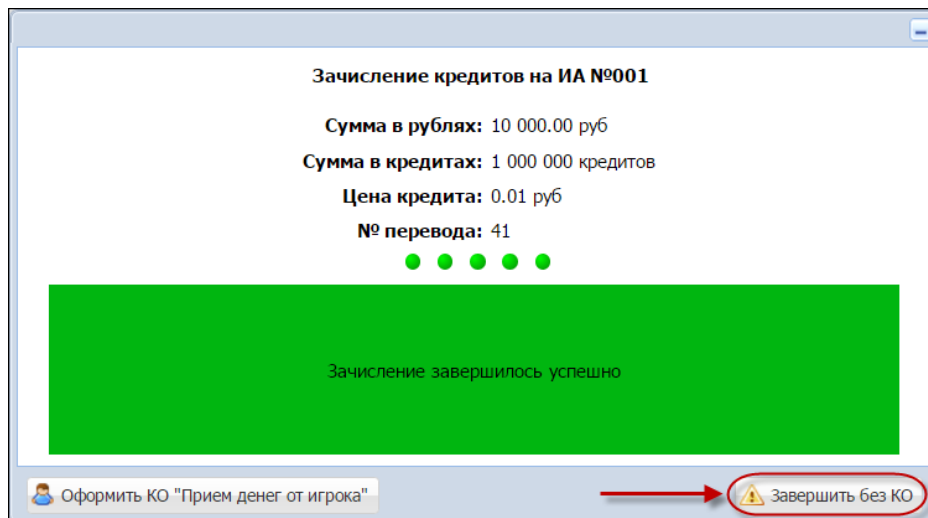 Зачисление кредитов на ИА №001
Сумма в рублях: 10 000.00 руб
Сумма в кредитах: 1 000 000 кредитов
Цена кредита: 0.01 руб
№ перевода: 41
Зачисление завершилось успешно
Оформить КО "Прием денег от игрока"
Завершить без КО